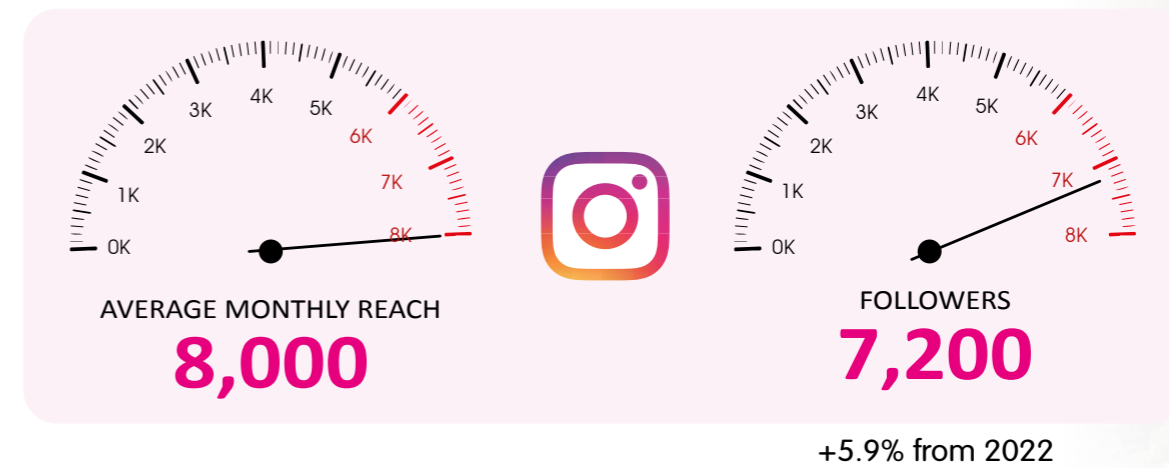 0K
1K
2K
3K
4K
5K
6K
7K
8K
AVERAGE MONTHLY REACH
8,000
0K
1K
2K
3K
4K
5K
6K
7K
8K
FOLLOWERS
7,200
+5.9% from 2022